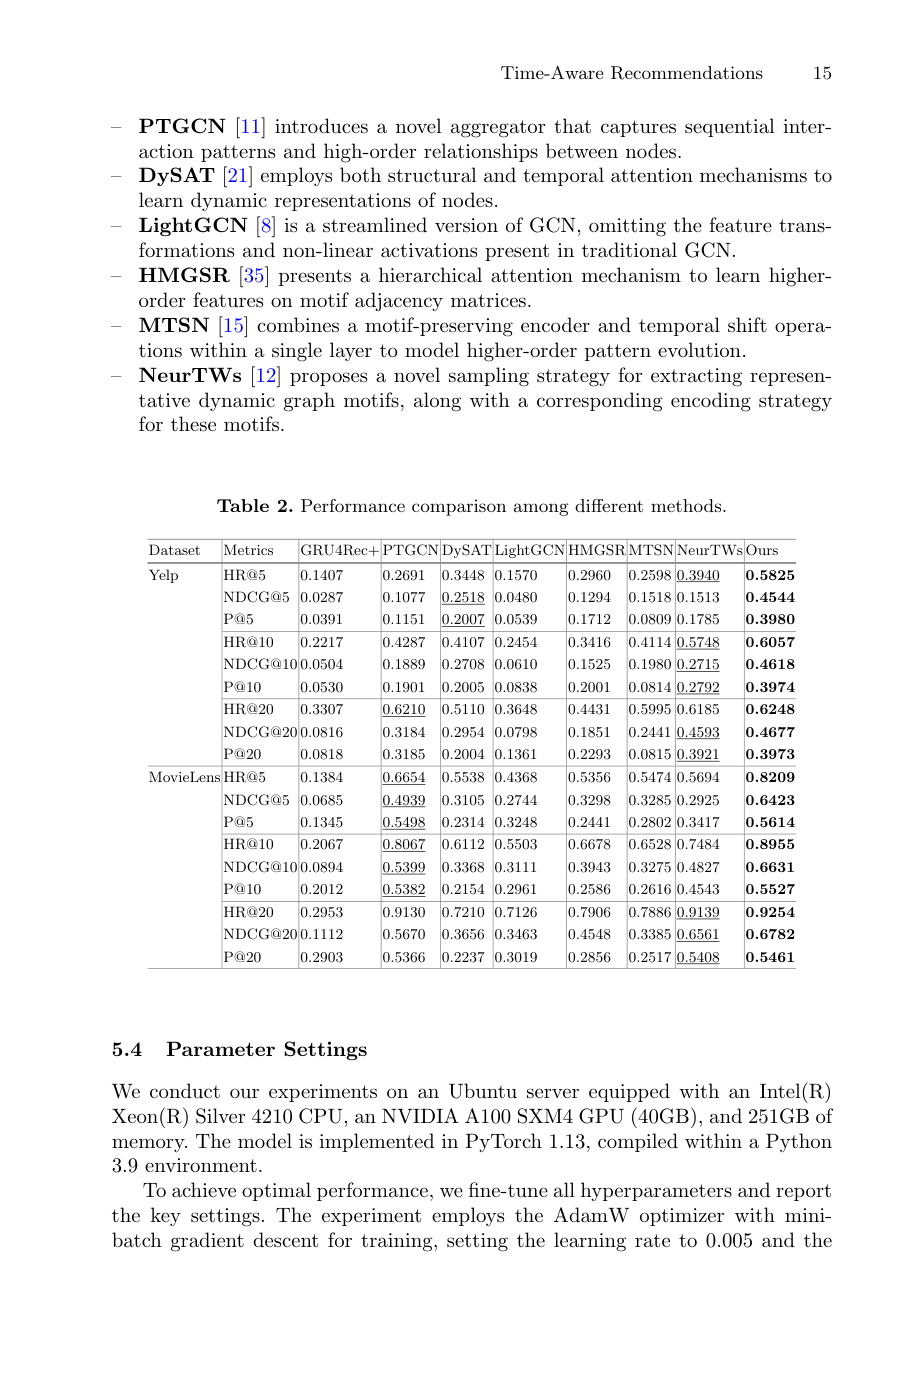 Time-Aware Recommendations 15
– PTGCN [11] introduces a novel aggregator that captures sequential inter-
action patterns and high-order relationships between nodes.
– DySAT [21] employs both structural and temporal attention mechanisms to
learn dynamic representations of nodes.
– LightGCN [8] is a streamlined version of GCN, omitting the feature trans-
formations and non-linear activations present in traditional GCN.
– HMGSR [35] presents a hierarchical attention mechanism to learn higher-
order features on motif adjacency matrices.
– MTSN [15] combines a motif-preserving encoder and temporal shift opera-
tions within a single layer to model higher-order pattern evolution.
– NeurTWs [12] proposes a novel sampling strategy for extracting represen-
tative dynamic graph motifs, along with a corresponding encoding strategy
for these motifs.
Table 2. Performance comparison among different methods.
Dataset Metrics GRU4Rec+ PTGCN DySAT LightGCN HMGSR MTSN NeurTWs Ours
Yelp HR@5 0.1407 0.2691 0.3448 0.1570 0.2960 0.2598 0.3940 0.5825
NDCG@5 0.0287 0.1077 0.2518 0.0480 0.1294 0.1518 0.1513 0.4544
P@5 0.0391 0.1151 0.2007 0.0539 0.1712 0.0809 0.1785 0.3980
HR@10 0.2217 0.4287 0.4107 0.2454 0.3416 0.4114 0.5748 0.6057
NDCG@10 0.0504 0.1889 0.2708 0.0610 0.1525 0.1980 0.2715 0.4618
P@10 0.0530 0.1901 0.2005 0.0838 0.2001 0.0814 0.2792 0.3974
HR@20 0.3307 0.6210 0.5110 0.3648 0.4431 0.5995 0.6185 0.6248
NDCG@20 0.0816 0.3184 0.2954 0.0798 0.1851 0.2441 0.4593 0.4677
P@20 0.0818 0.3185 0.2004 0.1361 0.2293 0.0815 0.3921 0.3973
MovieLens HR@5 0.1384 0.6654 0.5538 0.4368 0.5356 0.5474 0.5694 0.8209
NDCG@5 0.0685 0.4939 0.3105 0.2744 0.3298 0.3285 0.2925 0.6423
P@5 0.1345 0.5498 0.2314 0.3248 0.2441 0.2802 0.3417 0.5614
HR@10 0.2067 0.8067 0.6112 0.5503 0.6678 0.6528 0.7484 0.8955
NDCG@10 0.0894 0.5399 0.3368 0.3111 0.3943 0.3275 0.4827 0.6631
P@10 0.2012 0.5382 0.2154 0.2961 0.2586 0.2616 0.4543 0.5527
HR@20 0.2953 0.9130 0.7210 0.7126 0.7906 0.7886 0.9139 0.9254
NDCG@20 0.1112 0.5670 0.3656 0.3463 0.4548 0.3385 0.6561 0.6782
P@20 0.2903 0.5366 0.2237 0.3019 0.2856 0.2517 0.5408 0.5461
5.4 Parameter Settings
We conduct our experiments on an Ubuntu server equipped with an Intel(R)
Xeon(R) Silver 4210 CPU, an NVIDIA A100 SXM4 GPU (40GB), and 251GB of
memory. The model is implemented in PyTorch 1.13, compiled within a Python
3.9 environment.
To achieve optimal performance, we fine-tune all hyperparameters and report
the key settings. The experiment employs the AdamW optimizer with mini-
batch gradient descent for training, setting the learning rate to 0.005 and the